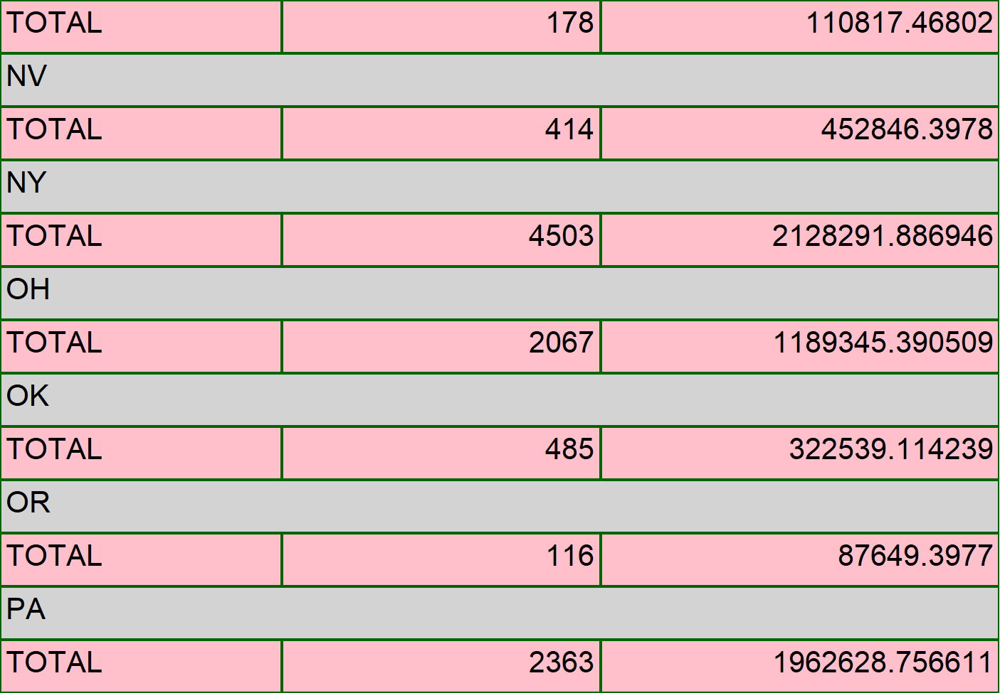 TOTAL 178 110817.46802
NV
TOTAL 414 452846.3978
NY
TOTAL 4503 2128291.886946
OH
TOTAL 2067 1189345.390509
OK
TOTAL 485 322539.114239
OR
TOTAL 116 87649.3977
PA
TOTAL 2363 1962628.756611